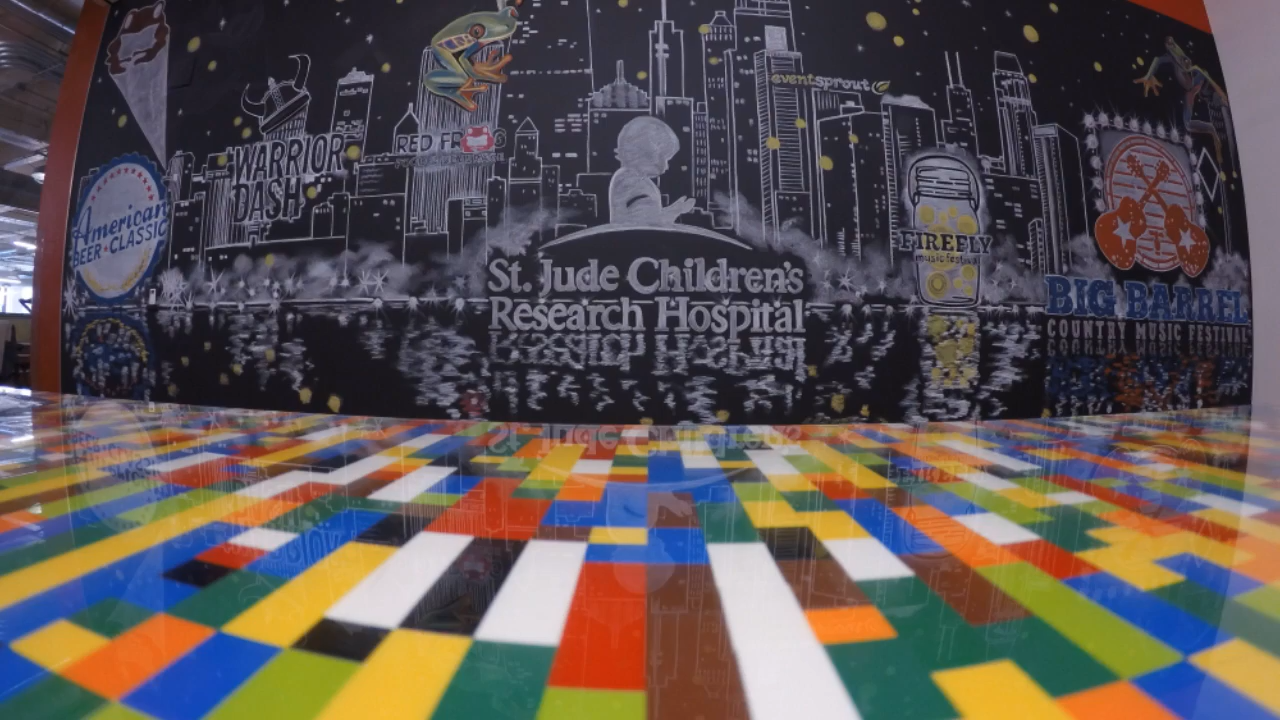 WARRIOR
DASH
RED FROG
eventsprout
American
BEER CLASSIC
St. Jude Children's
Research Hospital
FIREFLY
music festival
BIG BARREL
COUNTRY MUSIC FESTIVAL